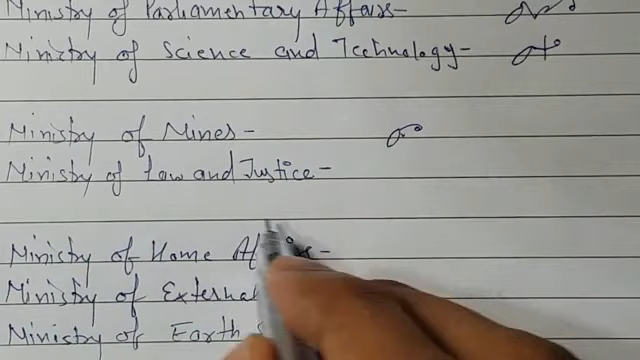 Ministry of Parliamentary Affairs-
Ministry of Science and Technology-
Ministry of Mines-
Ministry of Law and Justice-
Ministry of Home
Ministry of
Ministry of Earth